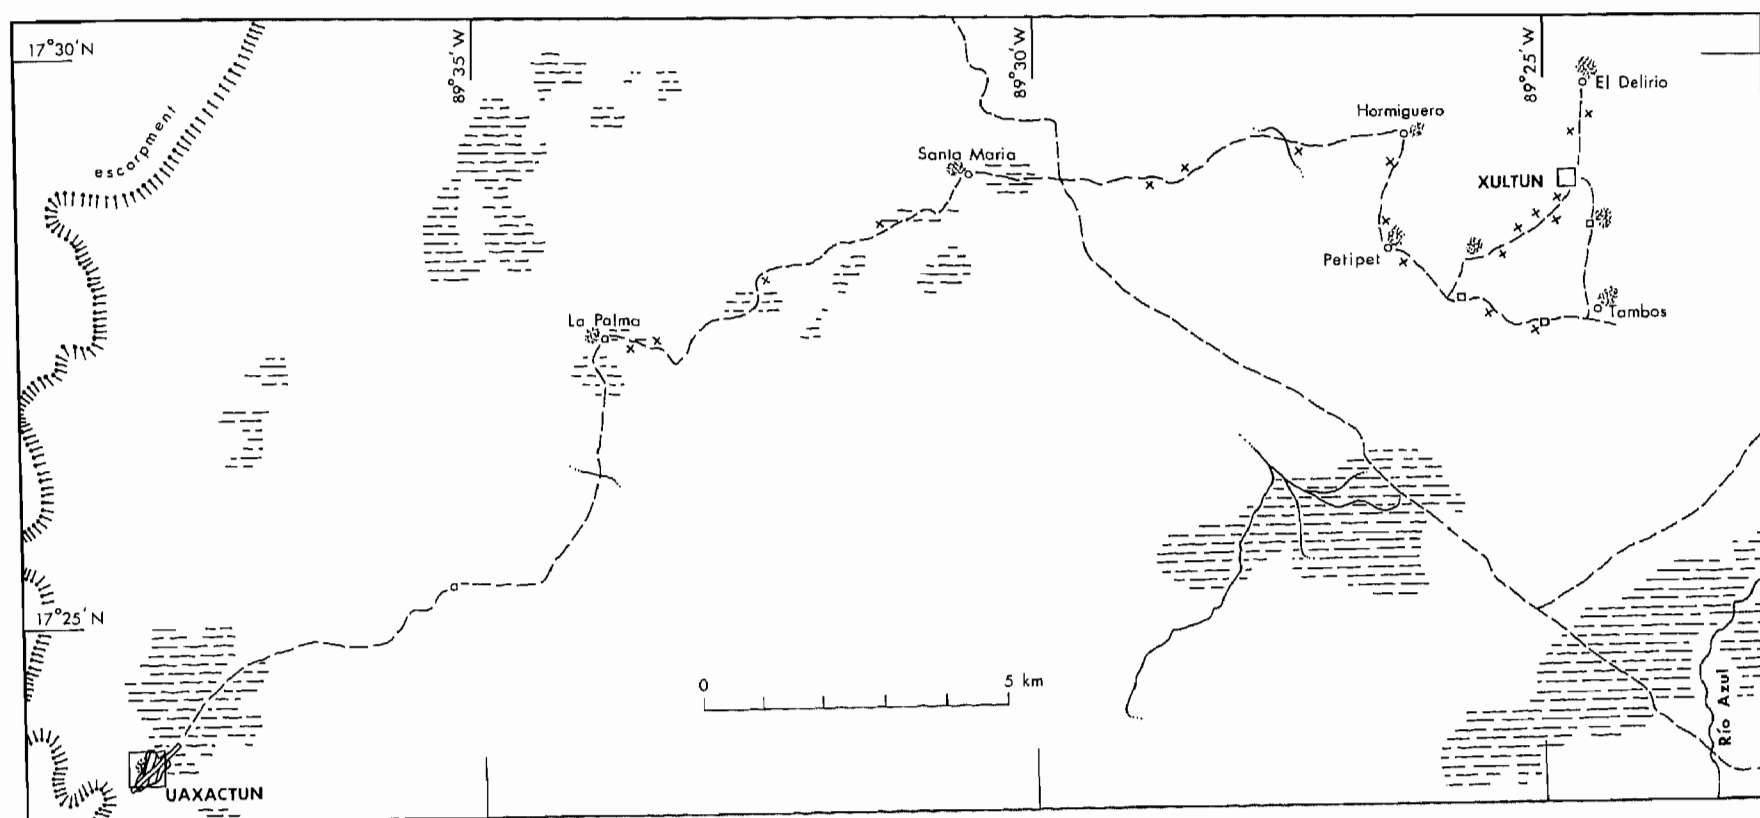 17°30'N
89°35'W
89°30'W
89°25'W
El Delirio
escarpment
Hormiguero
Santa Maria
XULTUN
Petipet
La Palma
Tambos
17°25'N
0
5 km
Río Azul
UAXACTUN